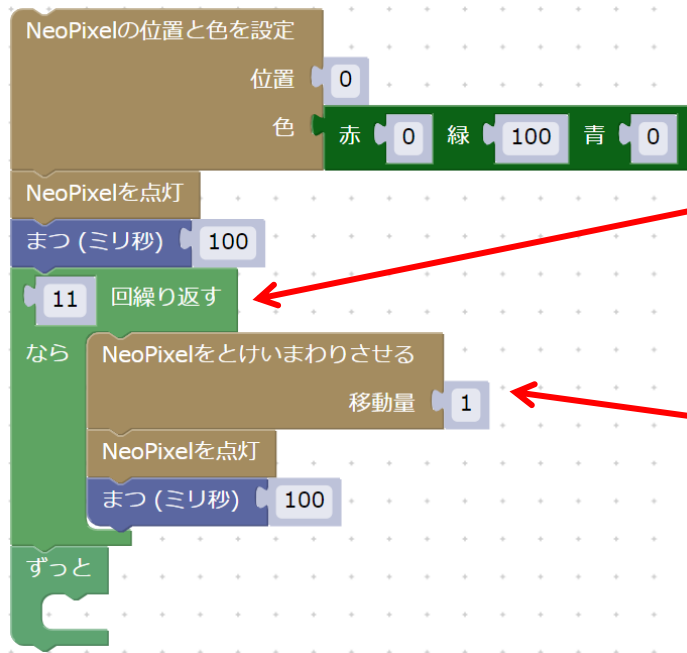 NeoPixelの位置と色を設定
位置 0
色 赤 0 緑 100 青 0
NeoPixelを点灯
まつ (ミリ秒) 100
11 回繰り返す
なら NeoPixelをとけいまわりさせる
移動量 1
NeoPixelを点灯
まつ (ミリ秒) 100
ずっと